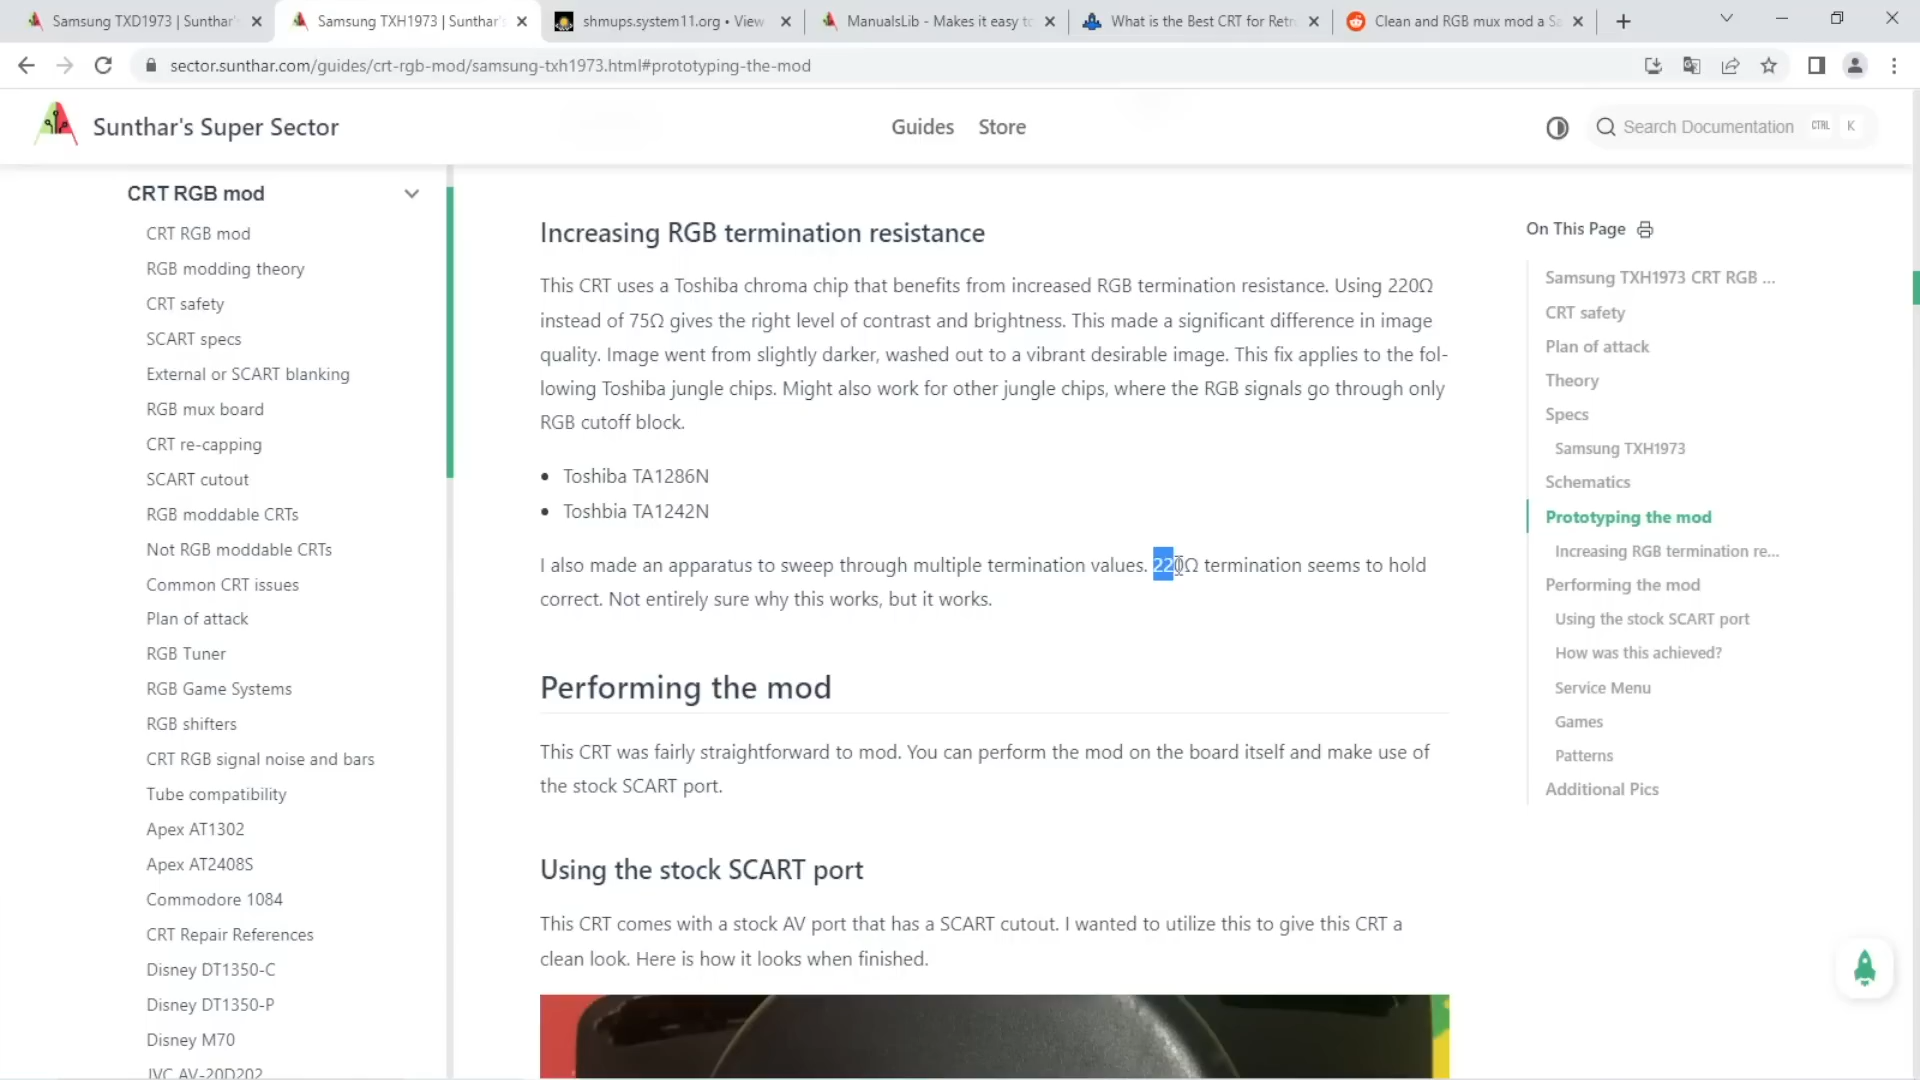 Samsung TXD1973 | Sunthar's
Samsung TXH1973 | Sunthar's
shmups.system11.org • View
ManualsLib - Makes it easy to
What is the Best CRT for Retr
Clean and RGB mux mod a Sa
sector.sunthar.com/guides/crt-rgb-mod/samsung-txh1973.html#prototyping-the-mod
Sunthar's Super Sector
Guides
Store
Search Documentation
CTRL K
CRT RGB mod
CRT RGB mod
RGB modding theory
CRT safety
SCART specs
External or SCART blanking
RGB mux board
CRT re-capping
SCART cutout
RGB moddable CRTs
Not RGB moddable CRTs
Common CRT issues
Plan of attack
RGB Tuner
RGB Game Systems
RGB shifters
CRT RGB signal noise and bars
Tube compatibility
Apex AT1302
Apex AT2408S
Commodore 1084
CRT Repair References
Disney DT1350-C
Disney DT1350-P
Disney M70
JVC AV-20D202
Increasing RGB termination resistance
This CRT uses a Toshiba chroma chip that benefits from increased RGB termination resistance. Using 220Ω
instead of 75Ω gives the right level of contrast and brightness. This made a significant difference in image
quality. Image went from slightly darker, washed out to a vibrant desirable image. This fix applies to the fol-
lowing Toshiba jungle chips. Might also work for other jungle chips, where the RGB signals go through only
RGB cutoff block.
• Toshiba TA1286N
• Toshbia TA1242N
I also made an apparatus to sweep through multiple termination values. 220Ω termination seems to hold
correct. Not entirely sure why this works, but it works.
Performing the mod
This CRT was fairly straightforward to mod. You can perform the mod on the board itself and make use of
the stock SCART port.
Using the stock SCART port
This CRT comes with a stock AV port that has a SCART cutout. I wanted to utilize this to give this CRT a
clean look. Here is how it looks when finished.
On This Page
Samsung TXH1973 CRT RGB ...
CRT safety
Plan of attack
Theory
Specs
Samsung TXH1973
Schematics
Prototyping the mod
Increasing RGB termination re...
Performing the mod
Using the stock SCART port
How was this achieved?
Service Menu
Games
Patterns
Additional Pics